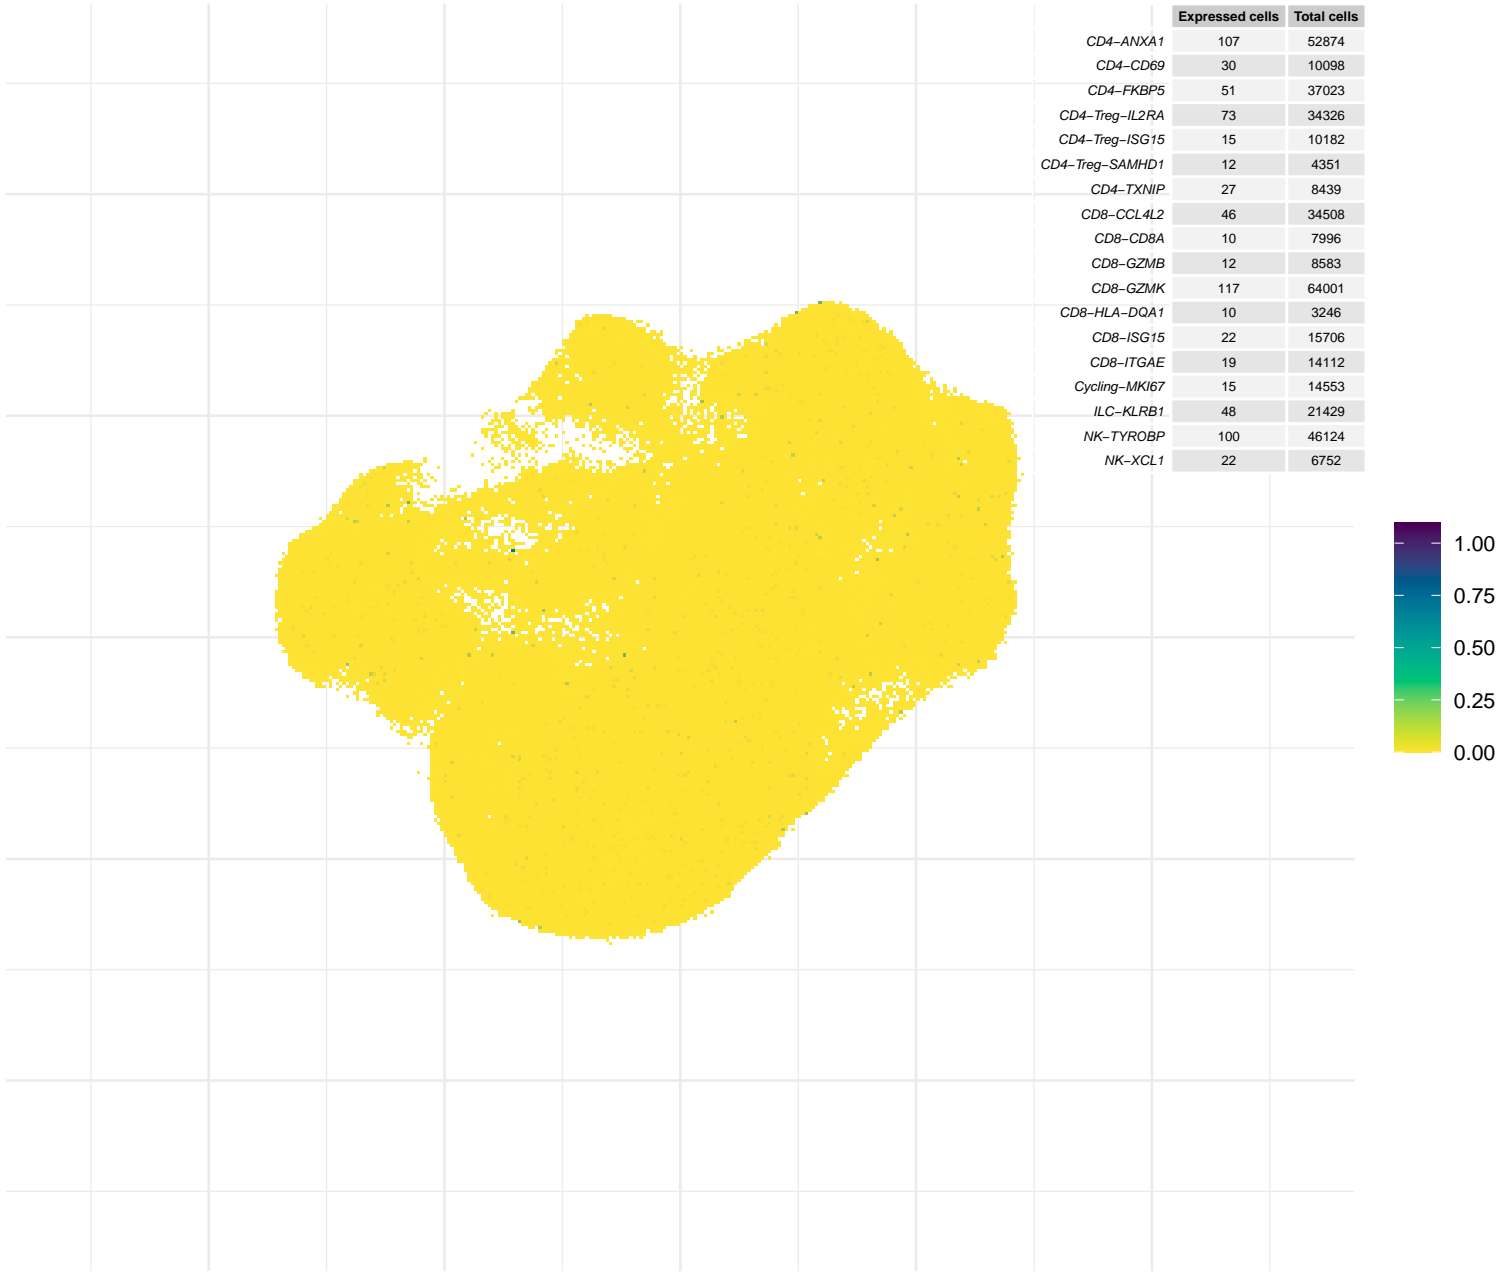 Expressed cells Total cells
CD4−ANXA1 107 52874
CD4−CD69 30 10098
CD4−FKBP5 51 37023
CD4−Treg−IL2RA 73 34326
CD4−Treg−ISG15 15 10182
CD4−Treg−SAMHD1 12 4351
CD4−TXNIP 27 8439
CD8−CCL4L2 46 34508
CD8−CD8A 10 7996
CD8−GZMB 12 8583
CD8−GZMK 117 64001
CD8−HLA−DQA1 10 3246
CD8−ISG15 22 15706
CD8−ITGAE 19 14112
Cycling−MKI67 15 14553
ILC−KLRB1 48 21429
NK−TYROBP 100 46124
NK−XCL1 22 6752
1.00
0.75
0.50
0.25
0.00